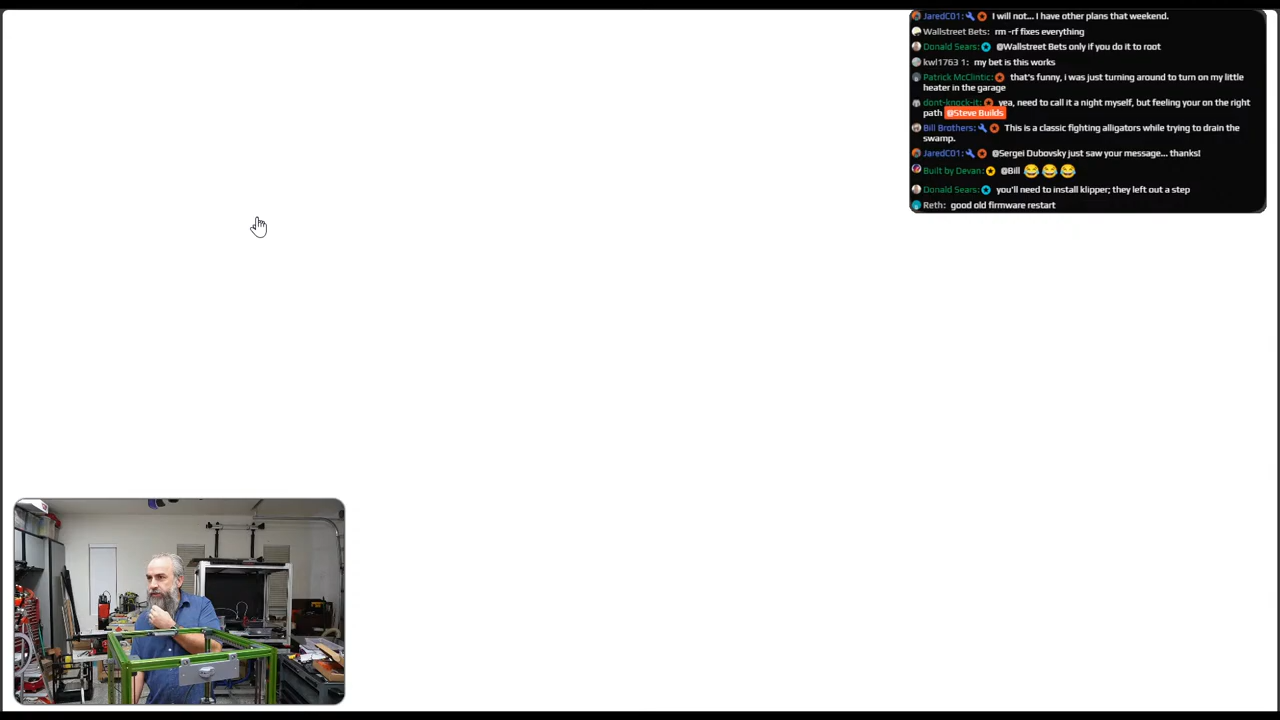 JaredC01: I will not... I have other plans that weekend.
Wallstreet Bets: rm -rf fixes everything
Donald Sears: @Wallstreet Bets only if you do it to root
kwl1763 1: my bet is this works
Patrick McClintic: that's funny, i was just turning around to turn on my little
heater in the garage
dont-knock-it: yea, need to call it a night myself, but feeling your on the right
path @Steve Builds
Bill Brothers: This is a classic fighting alligators while trying to drain the
swamp.
JaredC01: @Sergei Dubovsky just saw your message... thanks!
Built by Devan: @Bill 😂 😂 😂
Donald Sears: you'll need to install klipper; they left out a step
Reth: good old firmware restart